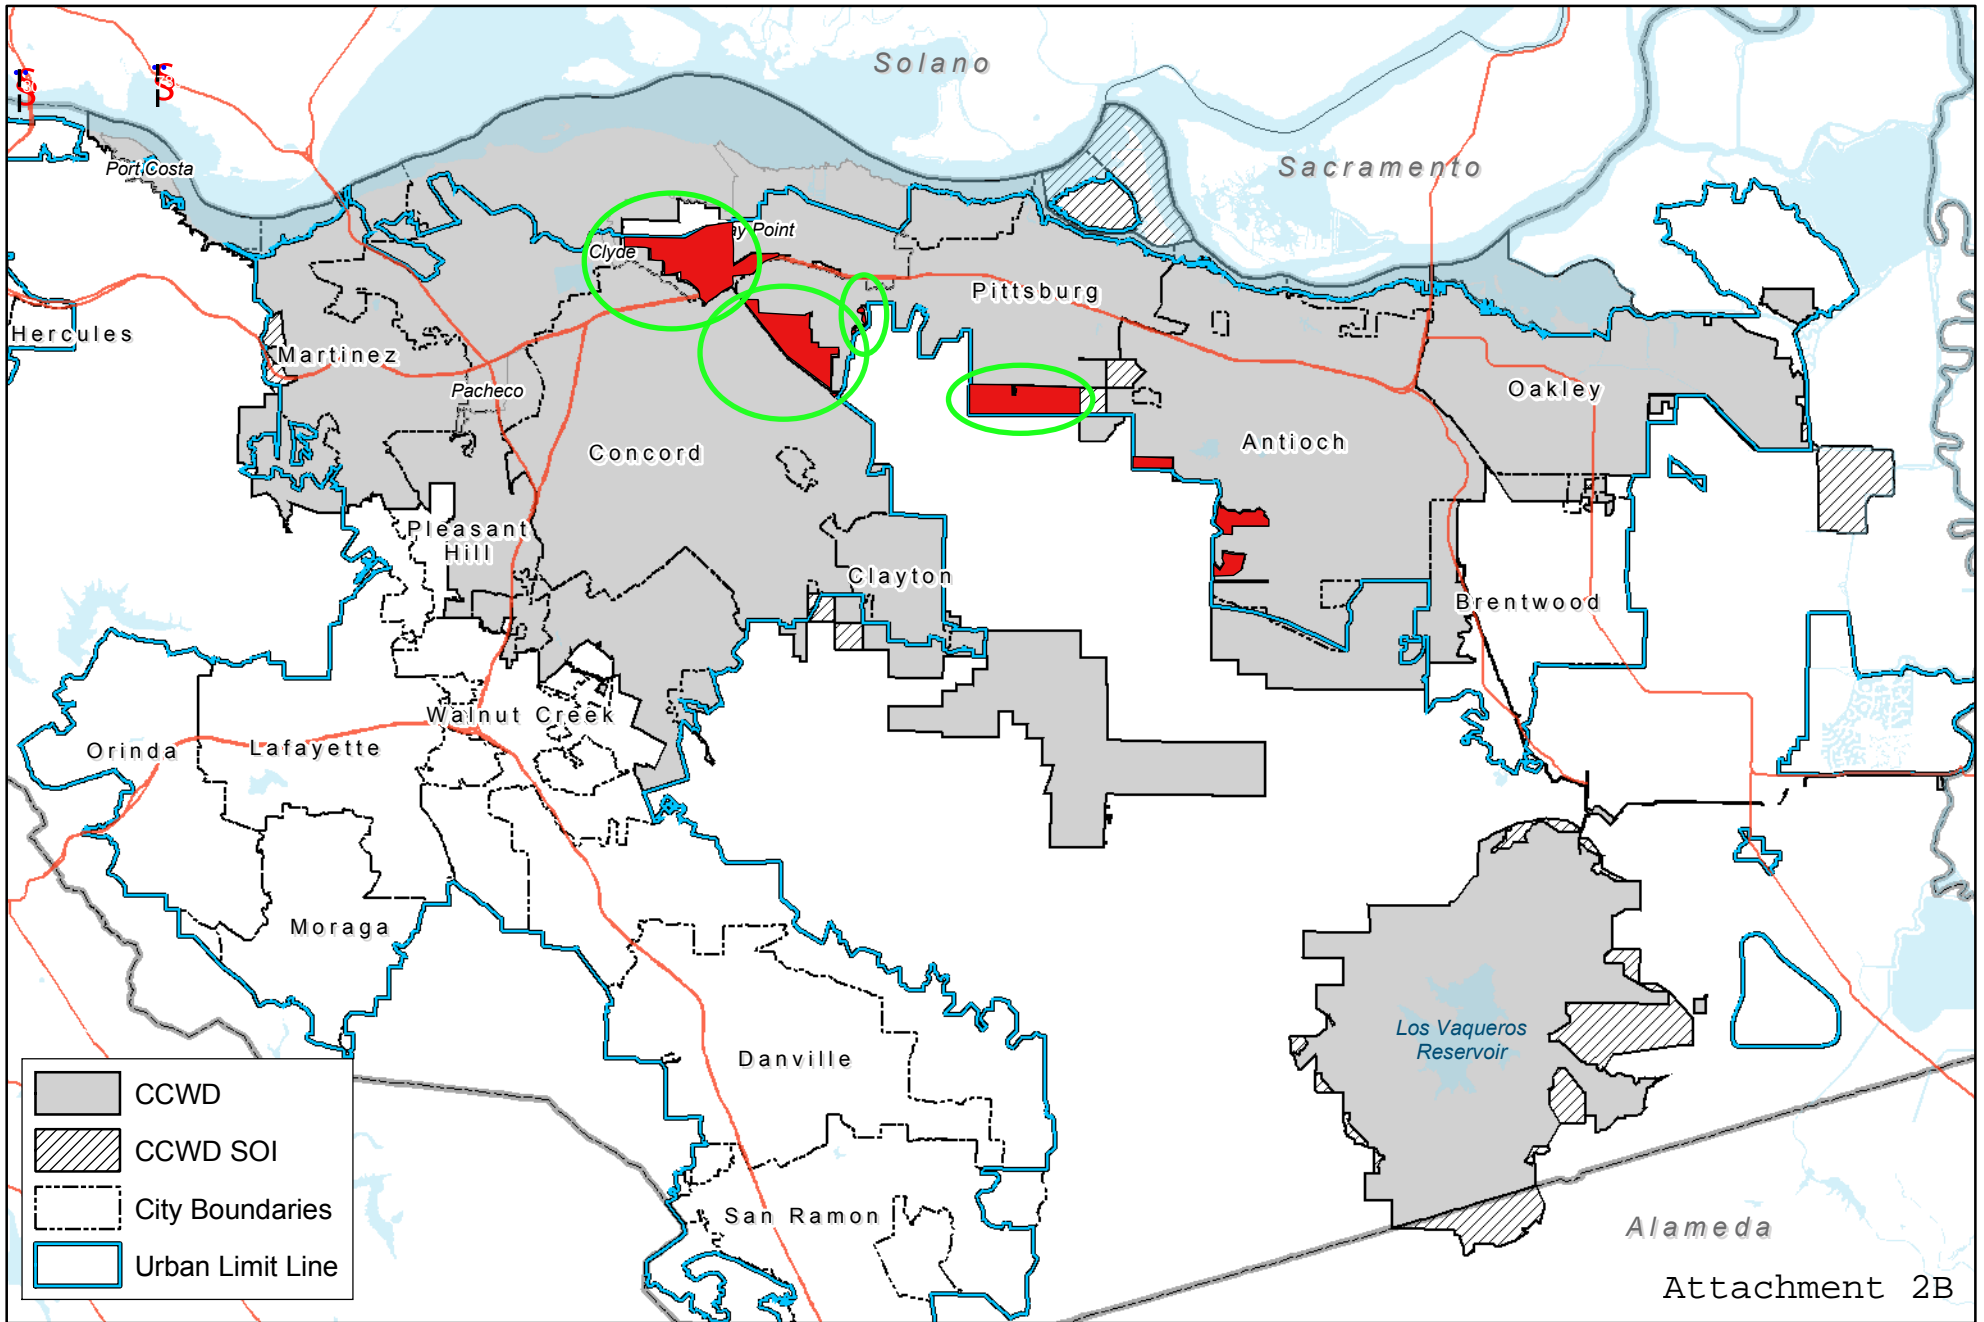 Solano
Sacramento
Port Costa
Clyde
ay Point
Pittsburg
Hercules
Martinez
Pacheco
Oakley
Concord
Antioch
Pleasant
Hill
Clayton
Brentwood
Walnut Creek
Orinda
Lafayette
Moraga
Danville
Los Vaqueros
Reservoir
San Ramon
Alameda
CCWD
CCWD SOI
City Boundaries
Urban Limit Line
Attachment 2B